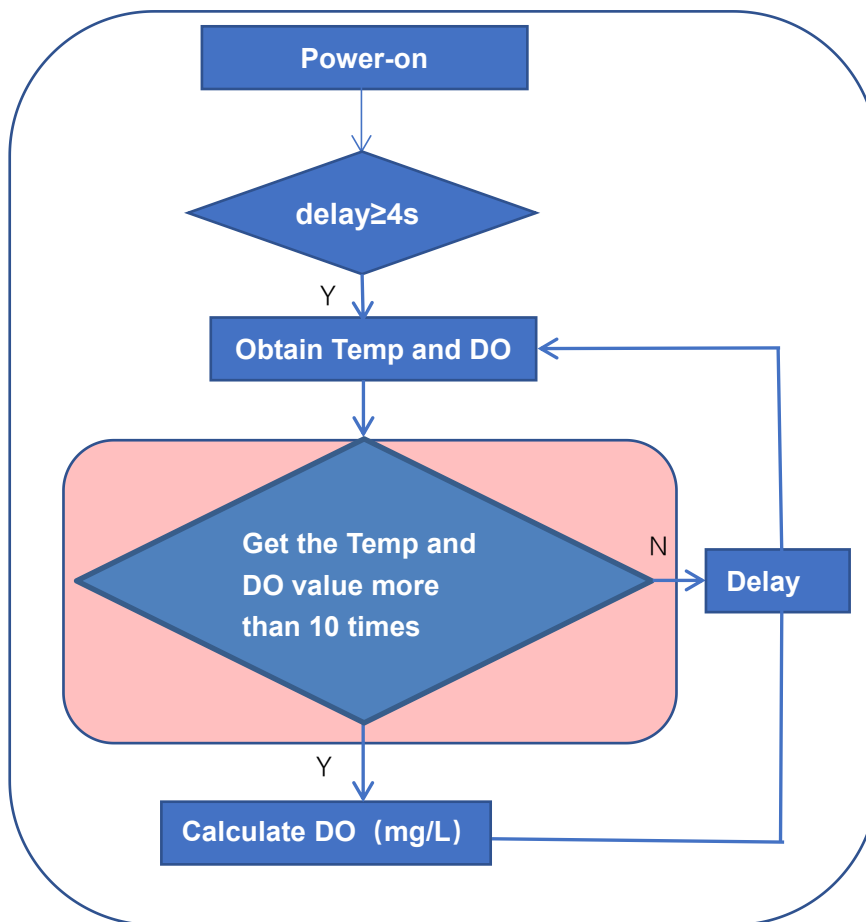 Power-on
delay≥4s
Y
Obtain Temp and DO
Get the Temp and
DO value more
than 10 times
N
Delay
Y
Calculate DO（mg/L）